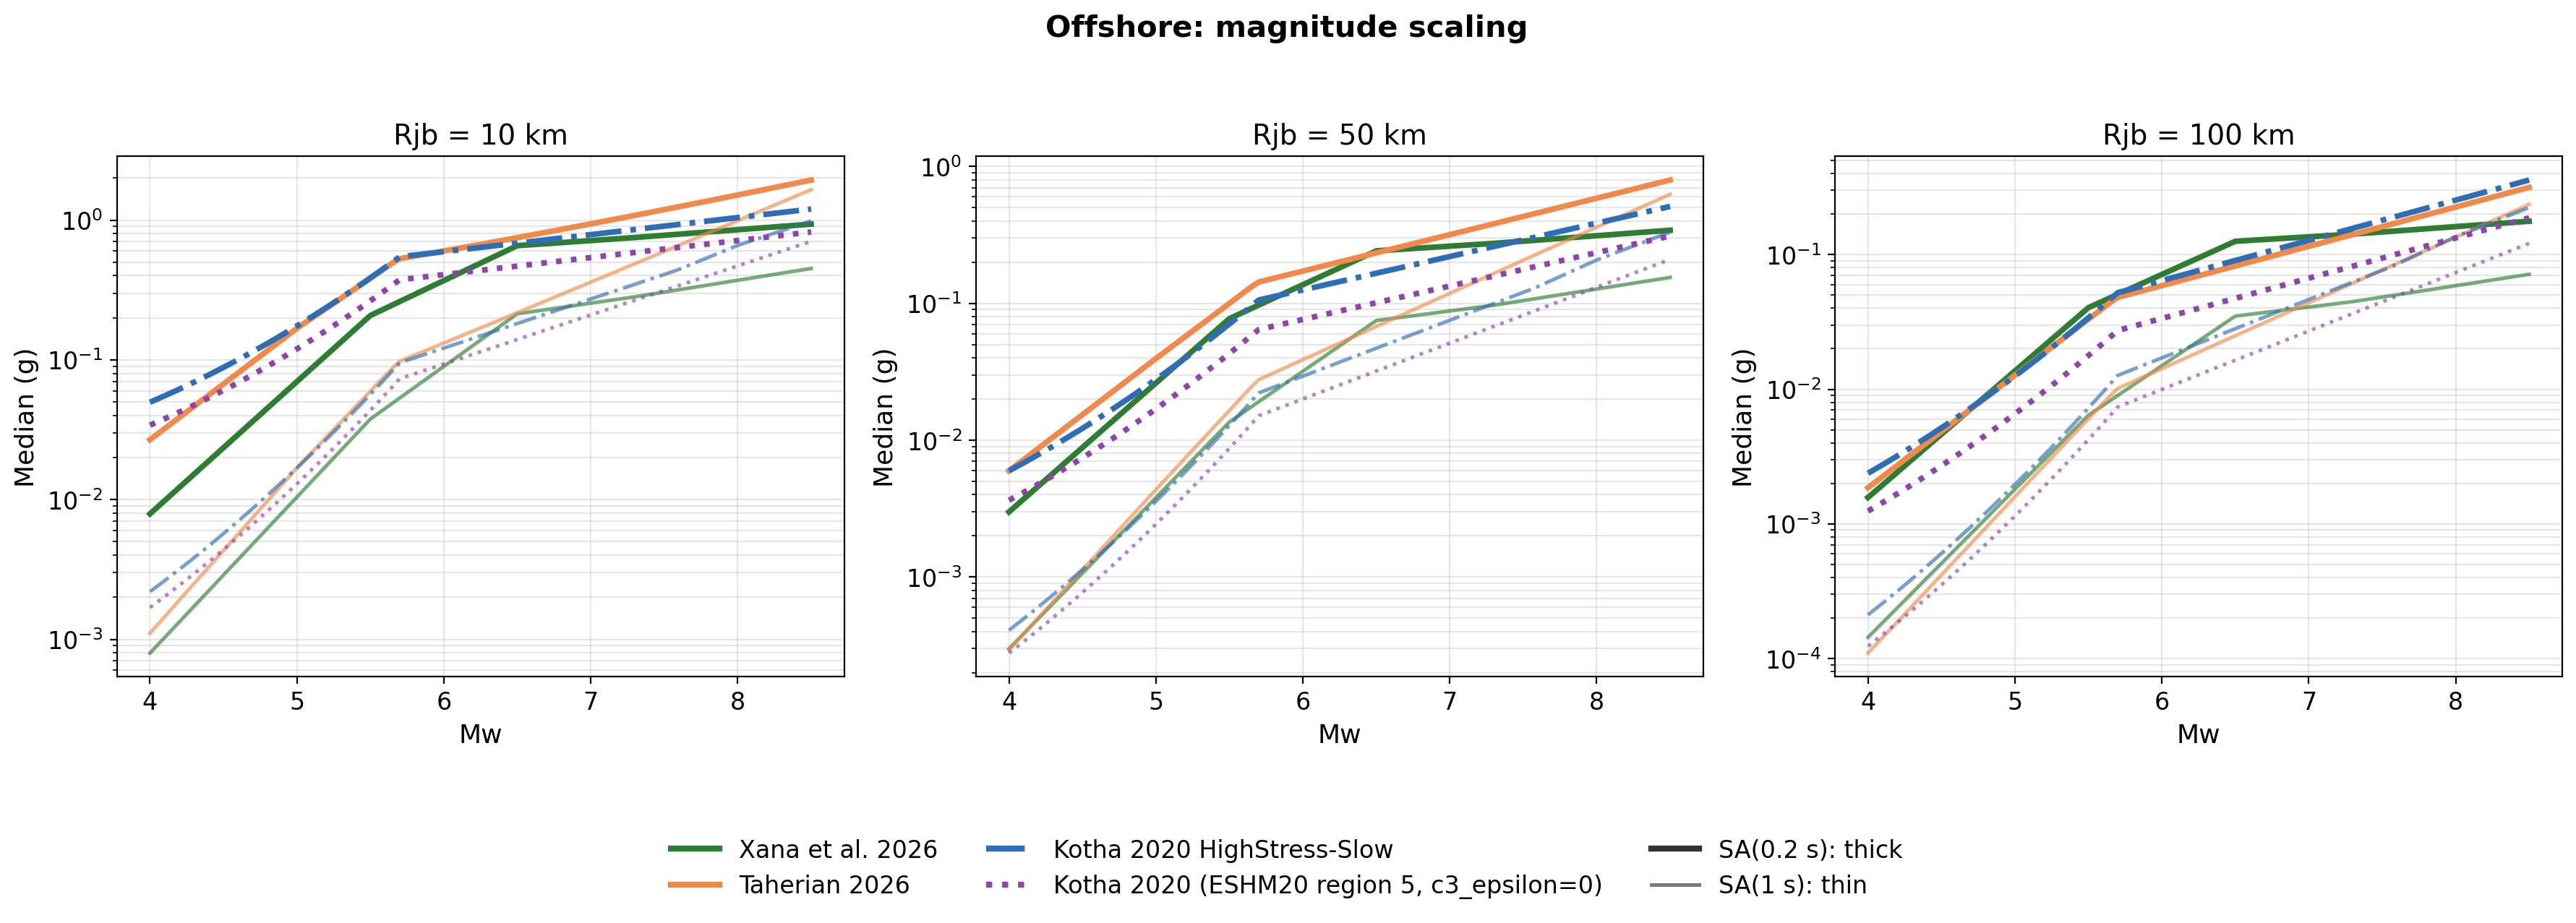 Offshore: magnitude scaling
Rjb = 10 km
Rjb = 50 km
Rjb = 100 km
Median (g)
10⁰
10⁻¹
10⁻²
10⁻³
4 5 6 7 8
Mw
Median (g)
10⁰
10⁻¹
10⁻²
10⁻³
4 5 6 7 8
Mw
Median (g)
10⁻¹
10⁻²
10⁻³
10⁻⁴
4 5 6 7 8
Mw
Xana et al. 2026
Taherian 2026
Kotha 2020 HighStress-Slow
Kotha 2020 (ESHM20 region 5, c3_epsilon=0)
SA(0.2 s): thick
SA(1 s): thin